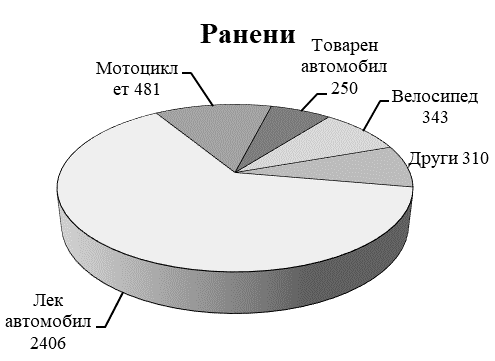 Ранени
Товарен
автомобил
250
Мотоцикл
ет 481
Велосипед
343
Други 310
Лек
автомобил
2406